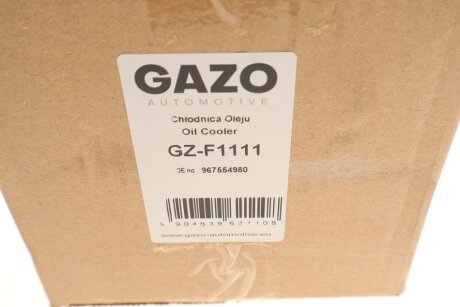 GAZO
AUTOMOTIVE
Chłodnica Oleju
Oil Cooler
GZ-F1111
OE no. 967554980
5 904639 621108
www.gazo-automotive.eu